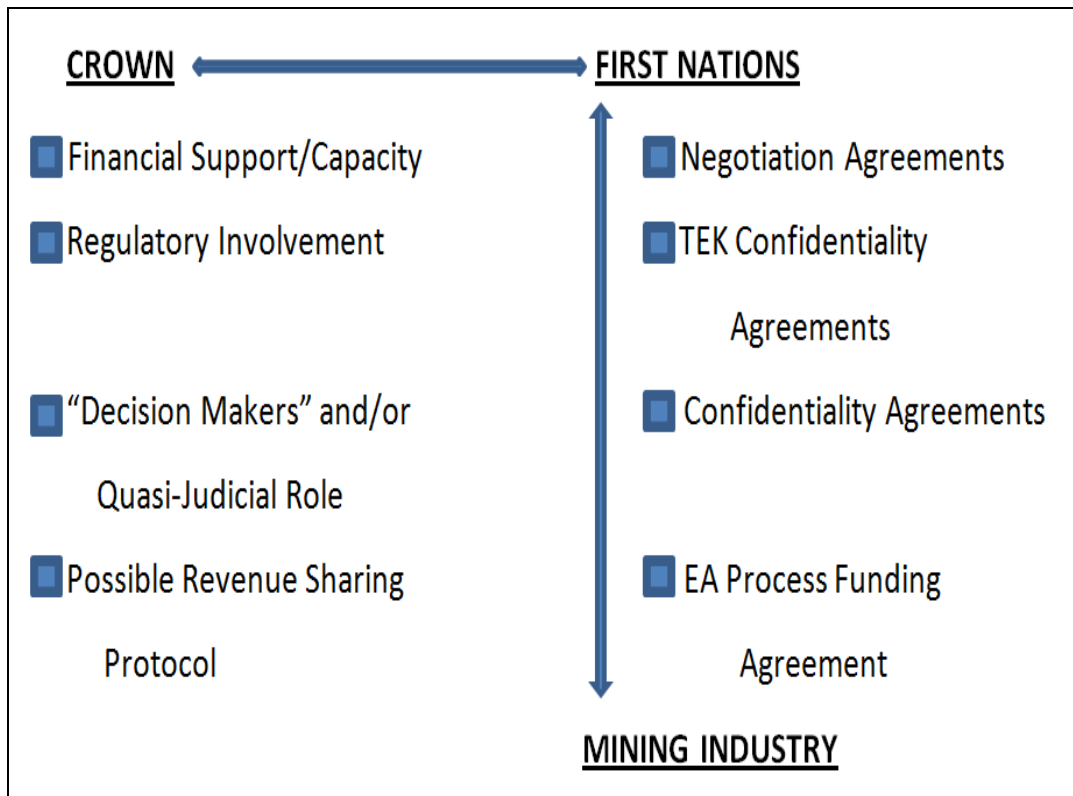 CROWN
FIRST NATIONS
Financial Support/Capacity
Regulatory Involvement
“Decision Makers” and/or
Quasi-Judicial Role
Possible Revenue Sharing
Protocol
Negotiation Agreements
TEK Confidentiality
Agreements
Confidentiality Agreements
EA Process Funding
Agreement
MINING INDUSTRY